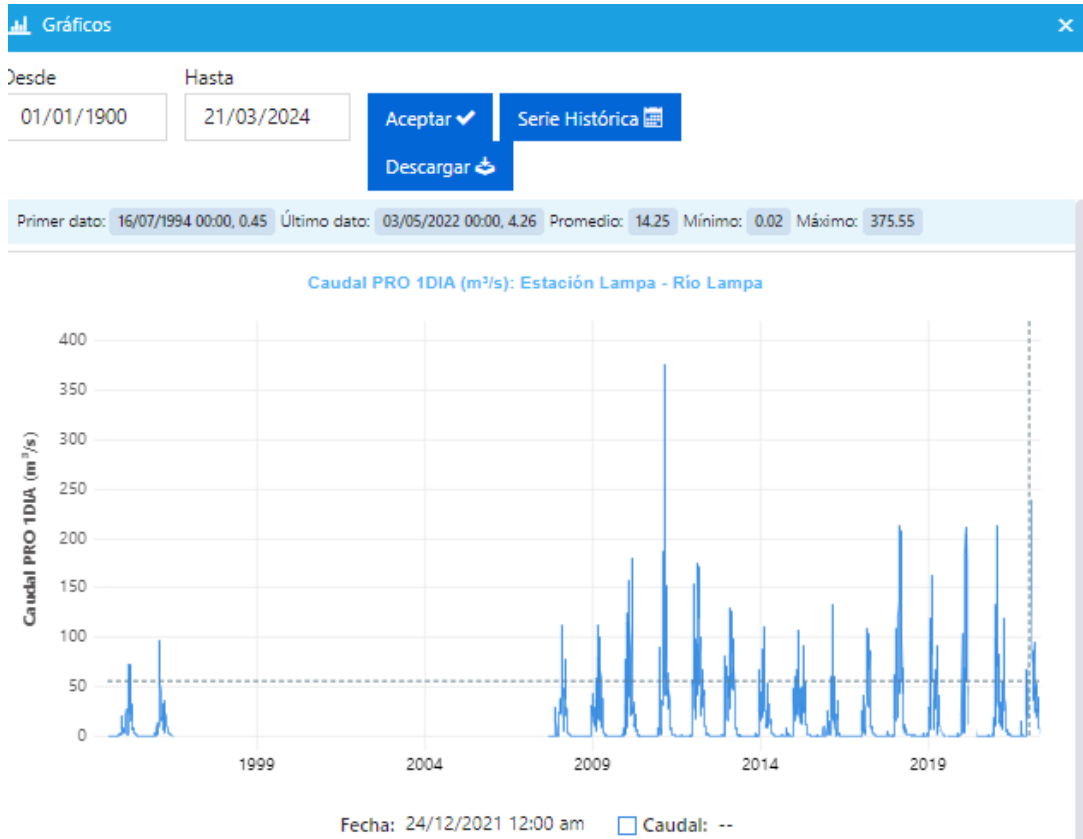 Gráficos
Desde Hasta
01/01/1900 21/03/2024 Aceptar Serie Histórica
Descargar
Primer dato: 16/07/1994 00:00, 0.45 Último dato: 03/05/2022 00:00, 4.26 Promedio: 14.25 Mínimo: 0.02 Máximo: 375.55
Caudal PRO 1DIA (m³/s): Estación Lampa - Río Lampa
Caudal PRO 1DIA (m³/s)
400
350
300
250
200
150
100
50
0
1999 2004 2009 2014 2019
Fecha: 24/12/2021 12:00 am Caudal: --